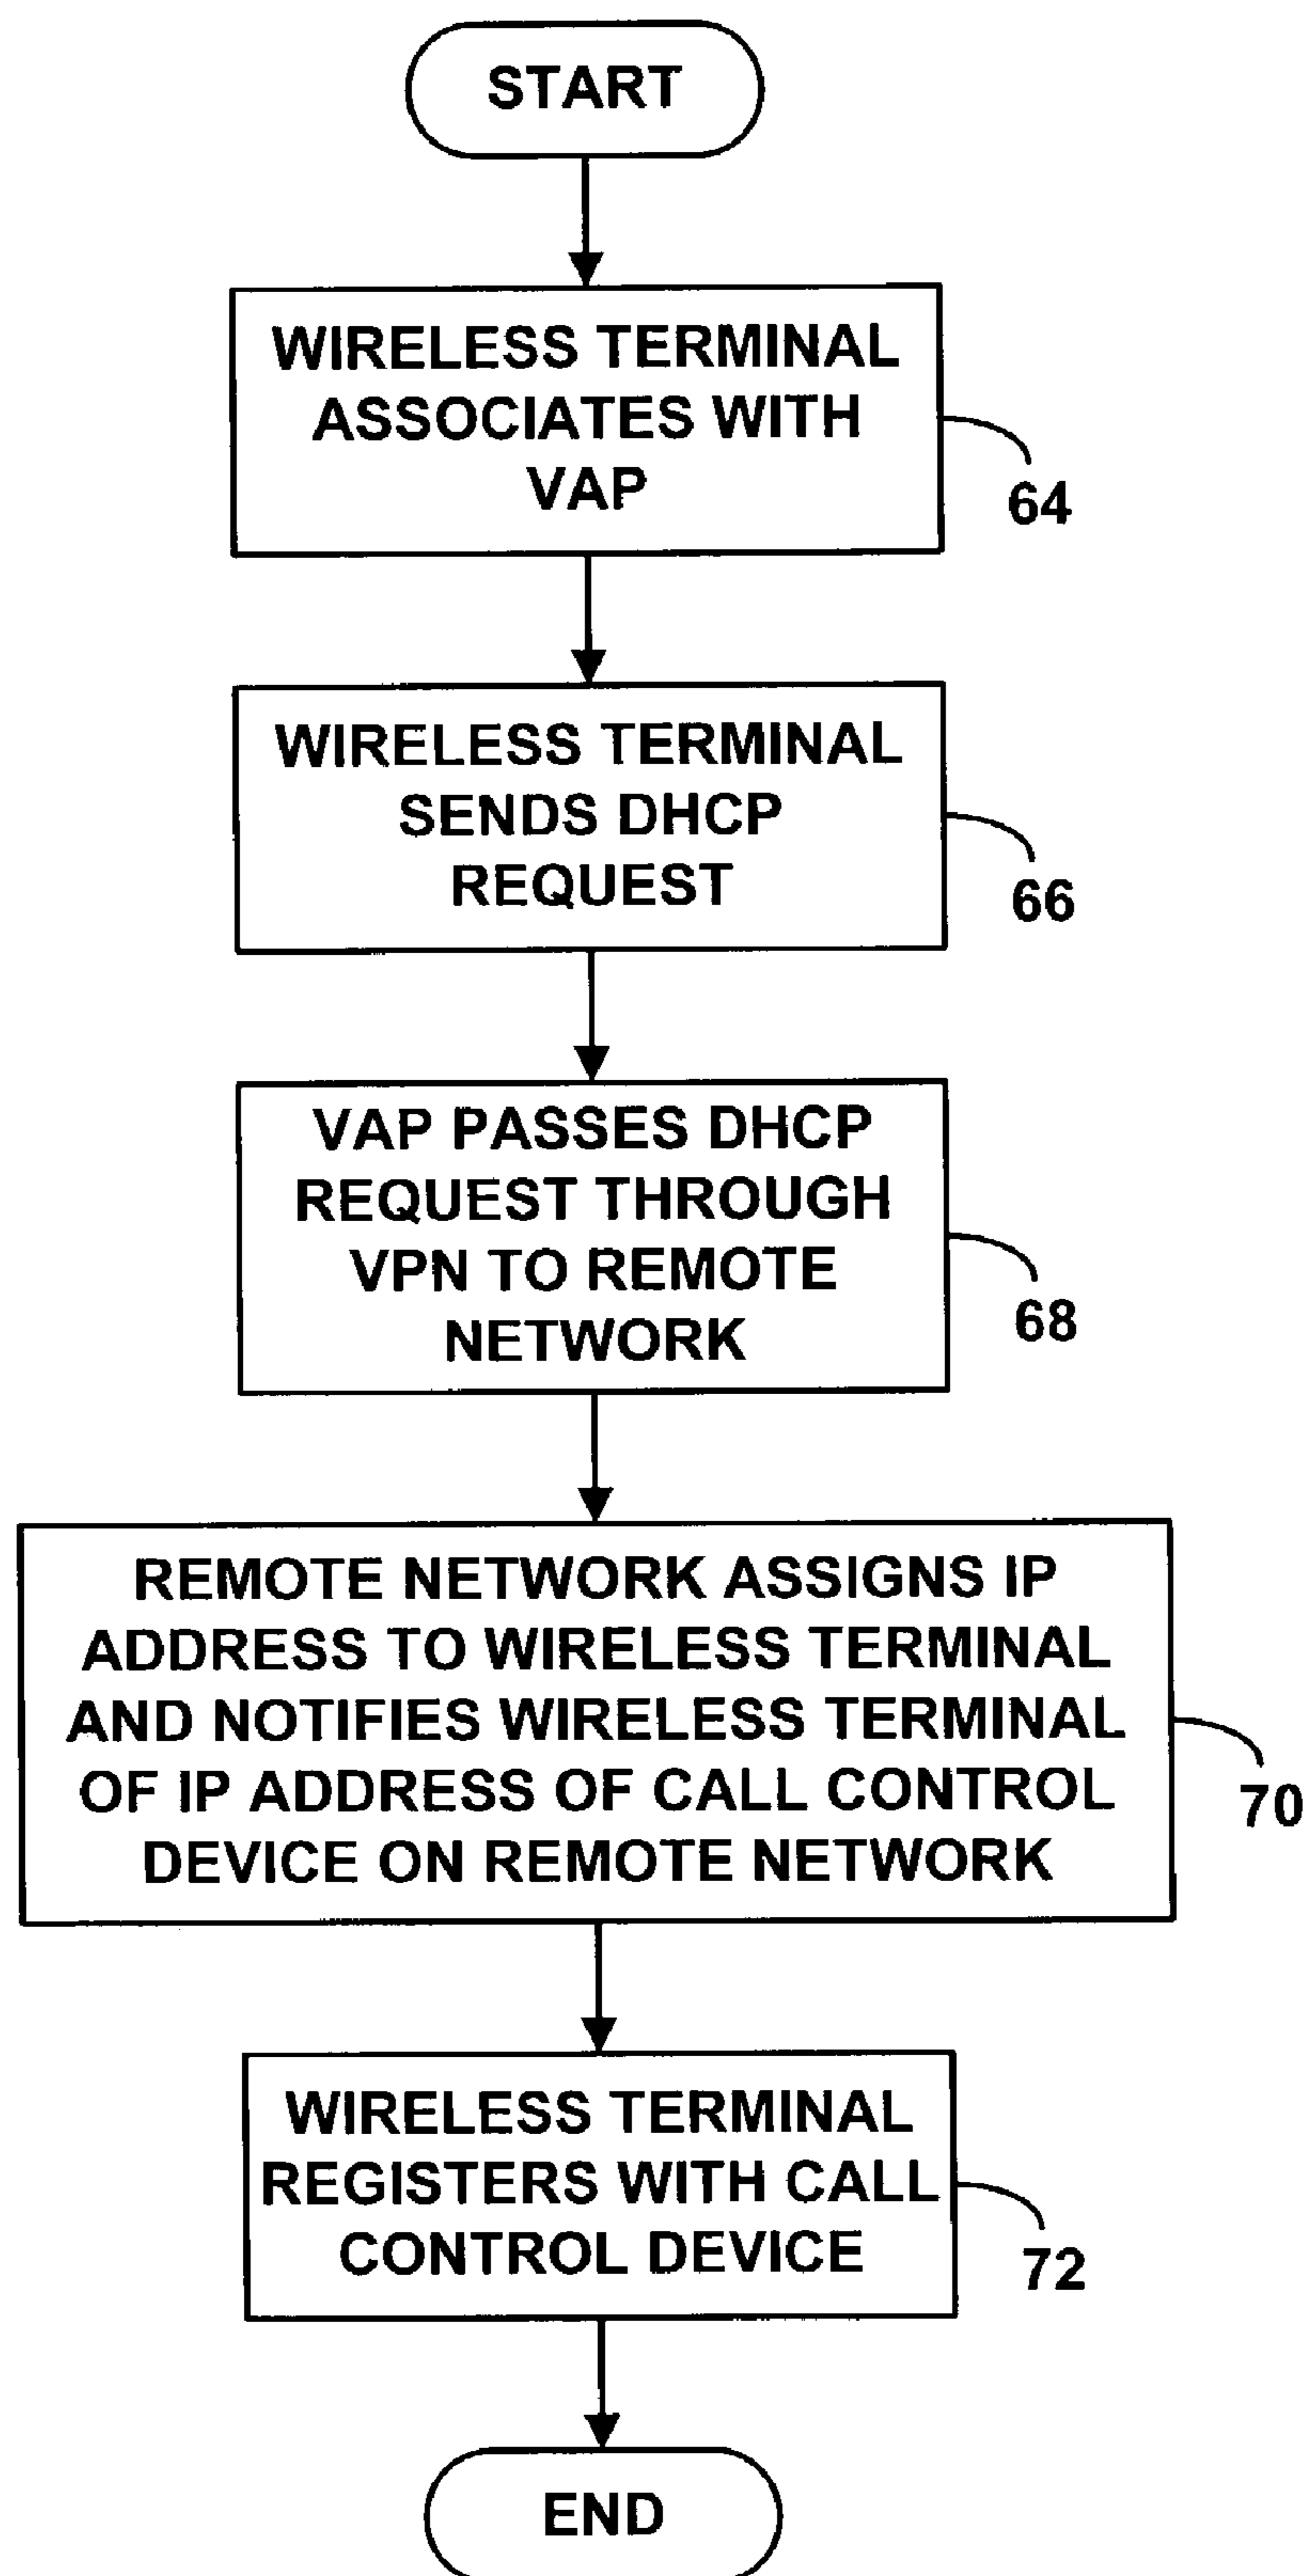 START
WIRELESS TERMINAL
ASSOCIATES WITH
VAP
64
WIRELESS TERMINAL
SENDS DHCP
REQUEST
66
VAP PASSES DHCP
REQUEST THROUGH
VPN TO REMOTE
NETWORK
68
REMOTE NETWORK ASSIGNS IP
ADDRESS TO WIRELESS TERMINAL
AND NOTIFIES WIRELESS TERMINAL
OF IP ADDRESS OF CALL CONTROL
DEVICE ON REMOTE NETWORK
70
WIRELESS TERMINAL
REGISTERS WITH CALL
CONTROL DEVICE
72
END